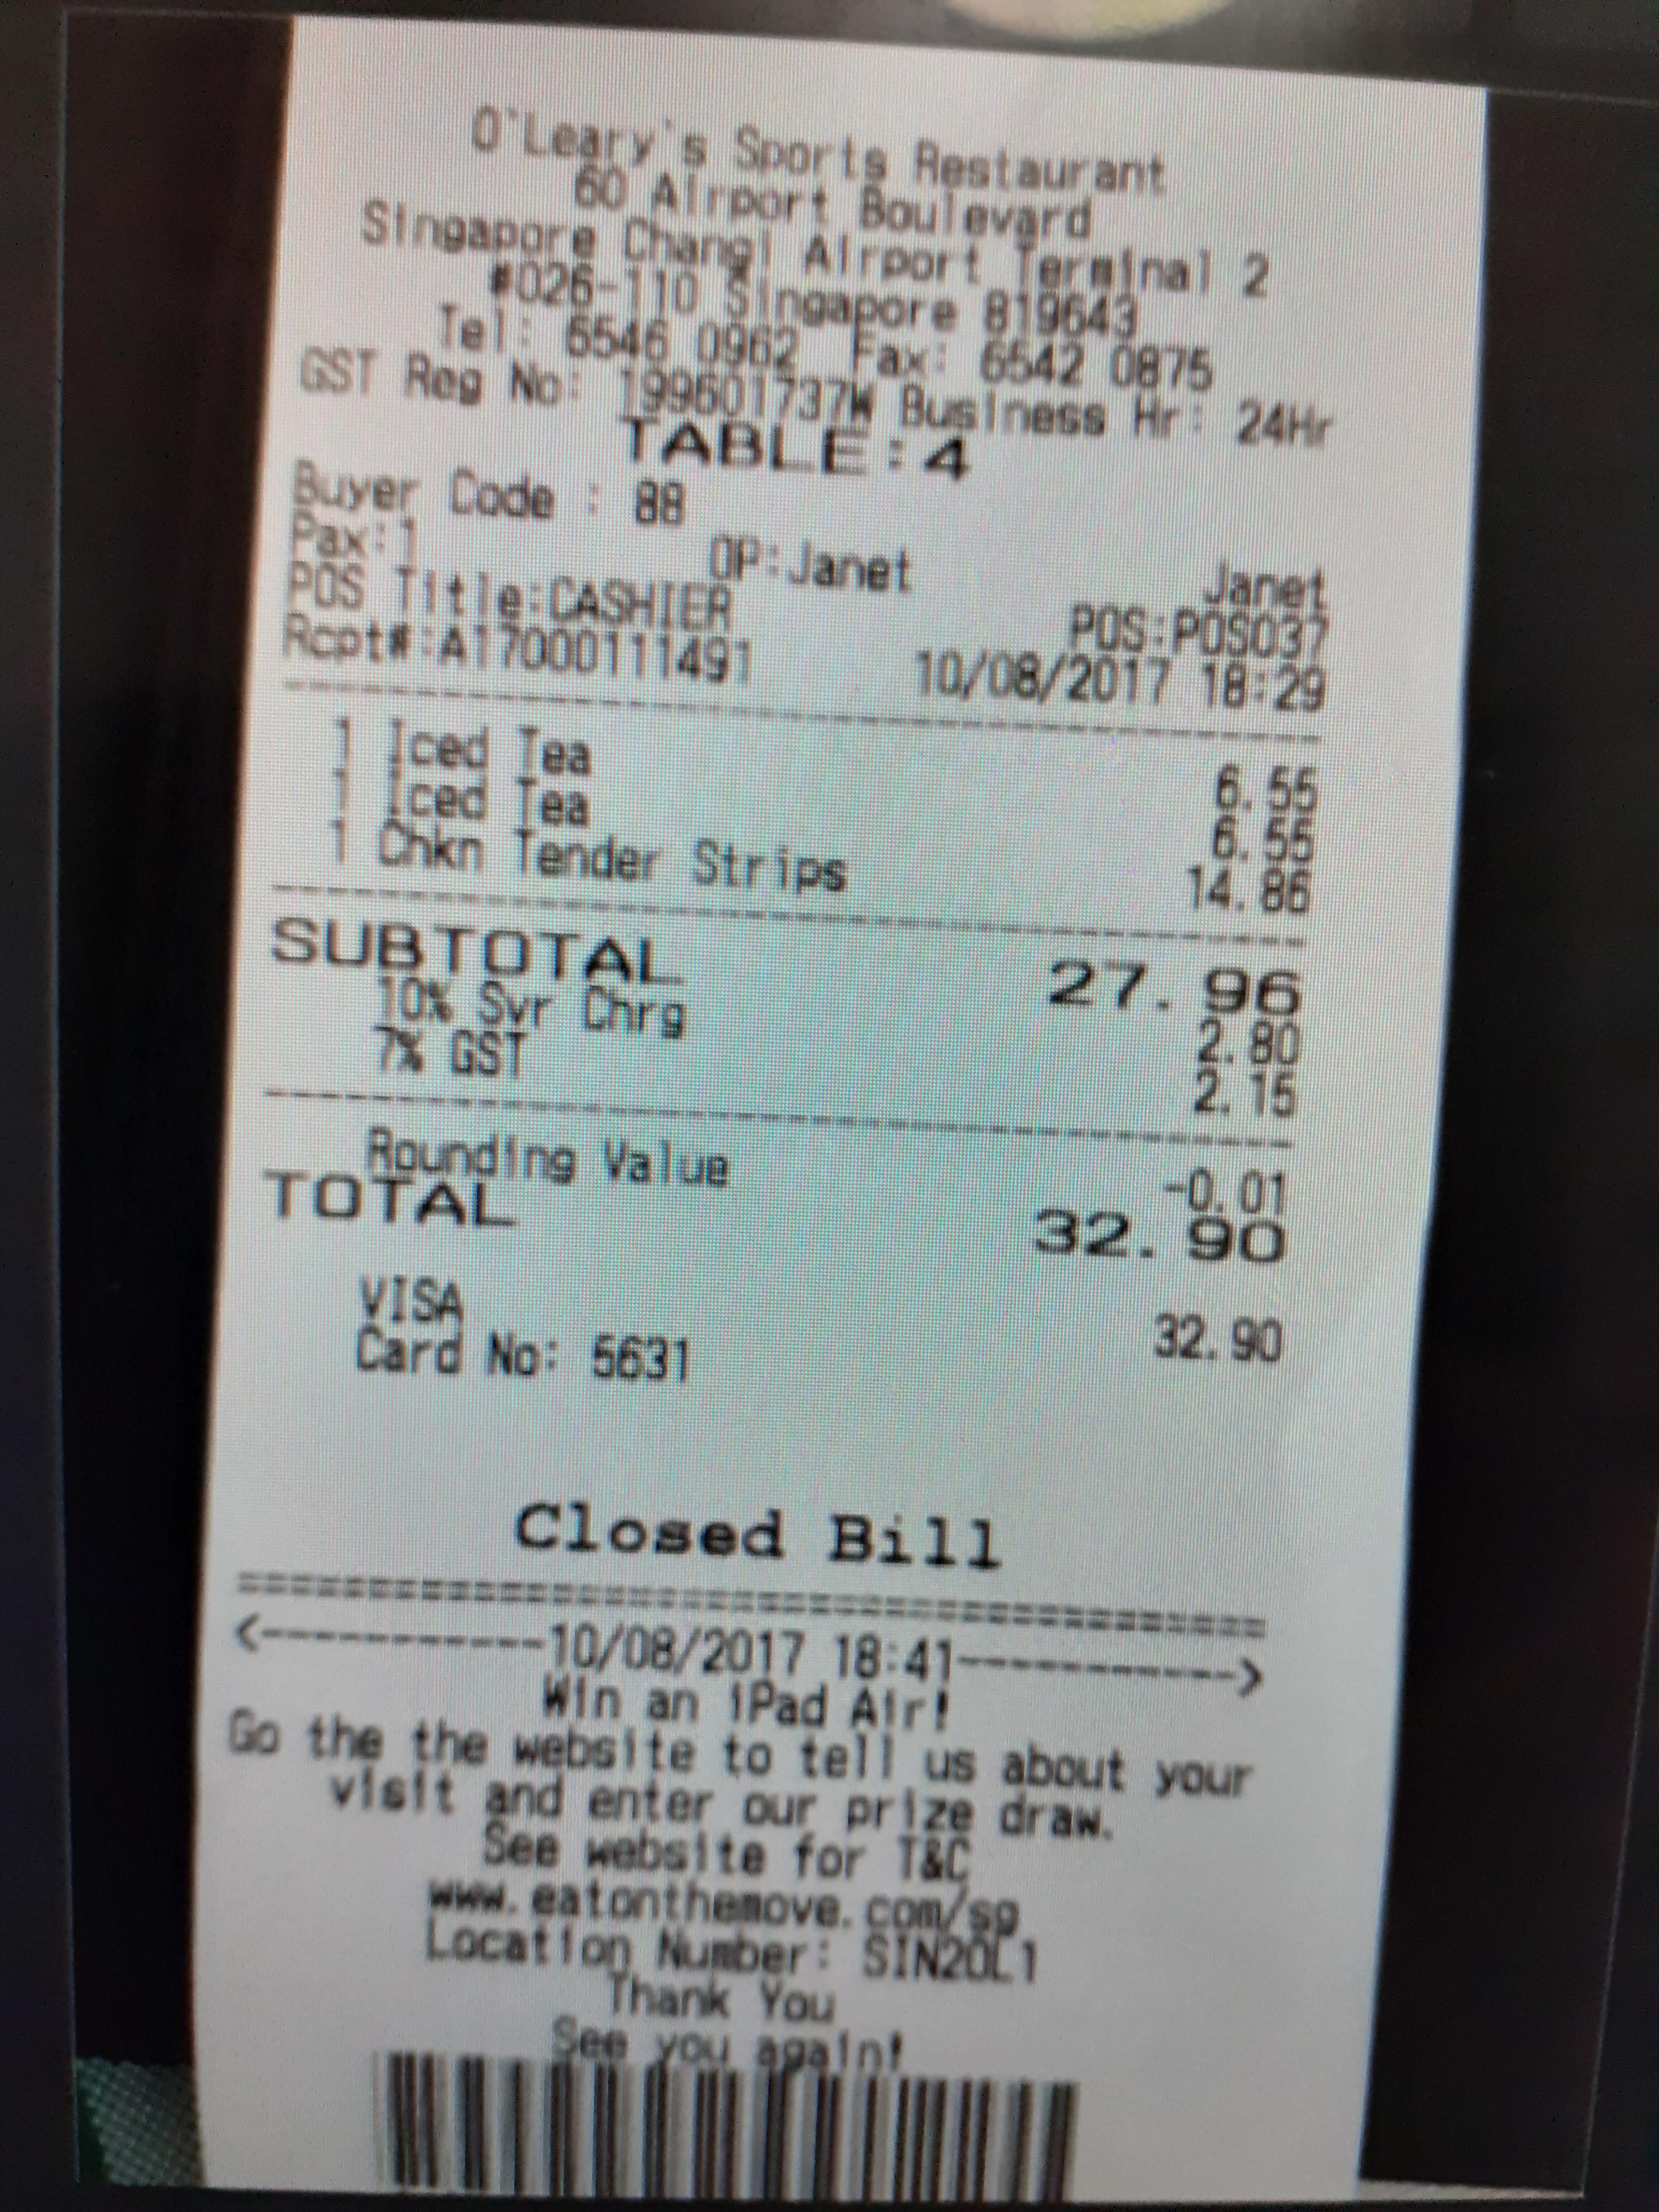 O'Leary's Sports Restaurant
60 Airport Boulevard
Singapore Changi Airport Terminal 2
#026-110 Singapore 819643
Tel: 6546 0962 Fax: 6542 0875
GST Reg No: 199601737W Business Hr: 24Hr
TABLE:4
Buyer Code : 88
Pax:1 OP:Janet Janet
POS Title:CASHIER POS:POS037
Rcpt#:A17000111491 10/08/2017 18:29
1 Iced Tea 6.55
1 Iced Tea 6.55
1 Chkn Tender Strips 14.86
SUBTOTAL 27.96
10% Svr Chrg 2.80
7% GST 2.15
Rounding Value -0.01
TOTAL 32.90
VISA 32.90
Card No: 5631
Closed Bill
<-----------10/08/2017 18:41----------->
Win an iPad Air!
Go the the website to tell us about your
visit and enter our prize draw.
See website for T&C
www.eatonthemove.com/sg
Location Number: SIN20L1
Thank You
See you again!